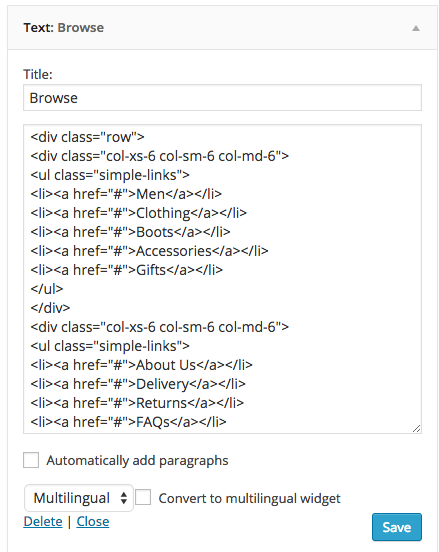 Text: Browse
Title:
Browse
<div class="row">
<div class="col-xs-6 col-sm-6 col-md-6">
<ul class="simple-links">
<li><a href="#">Men</a></li>
<li><a href="#">Clothing</a></li>
<li><a href="#">Boots</a></li>
<li><a href="#">Accessories</a></li>
<li><a href="#">Gifts</a></li>
</ul>
</div>
<div class="col-xs-6 col-sm-6 col-md-6">
<ul class="simple-links">
<li><a href="#">About Us</a></li>
<li><a href="#">Delivery</a></li>
<li><a href="#">Returns</a></li>
<li><a href="#">FAQs</a></li>
Automatically add paragraphs
Multilingual Convert to multilingual widget
Delete | Close Save